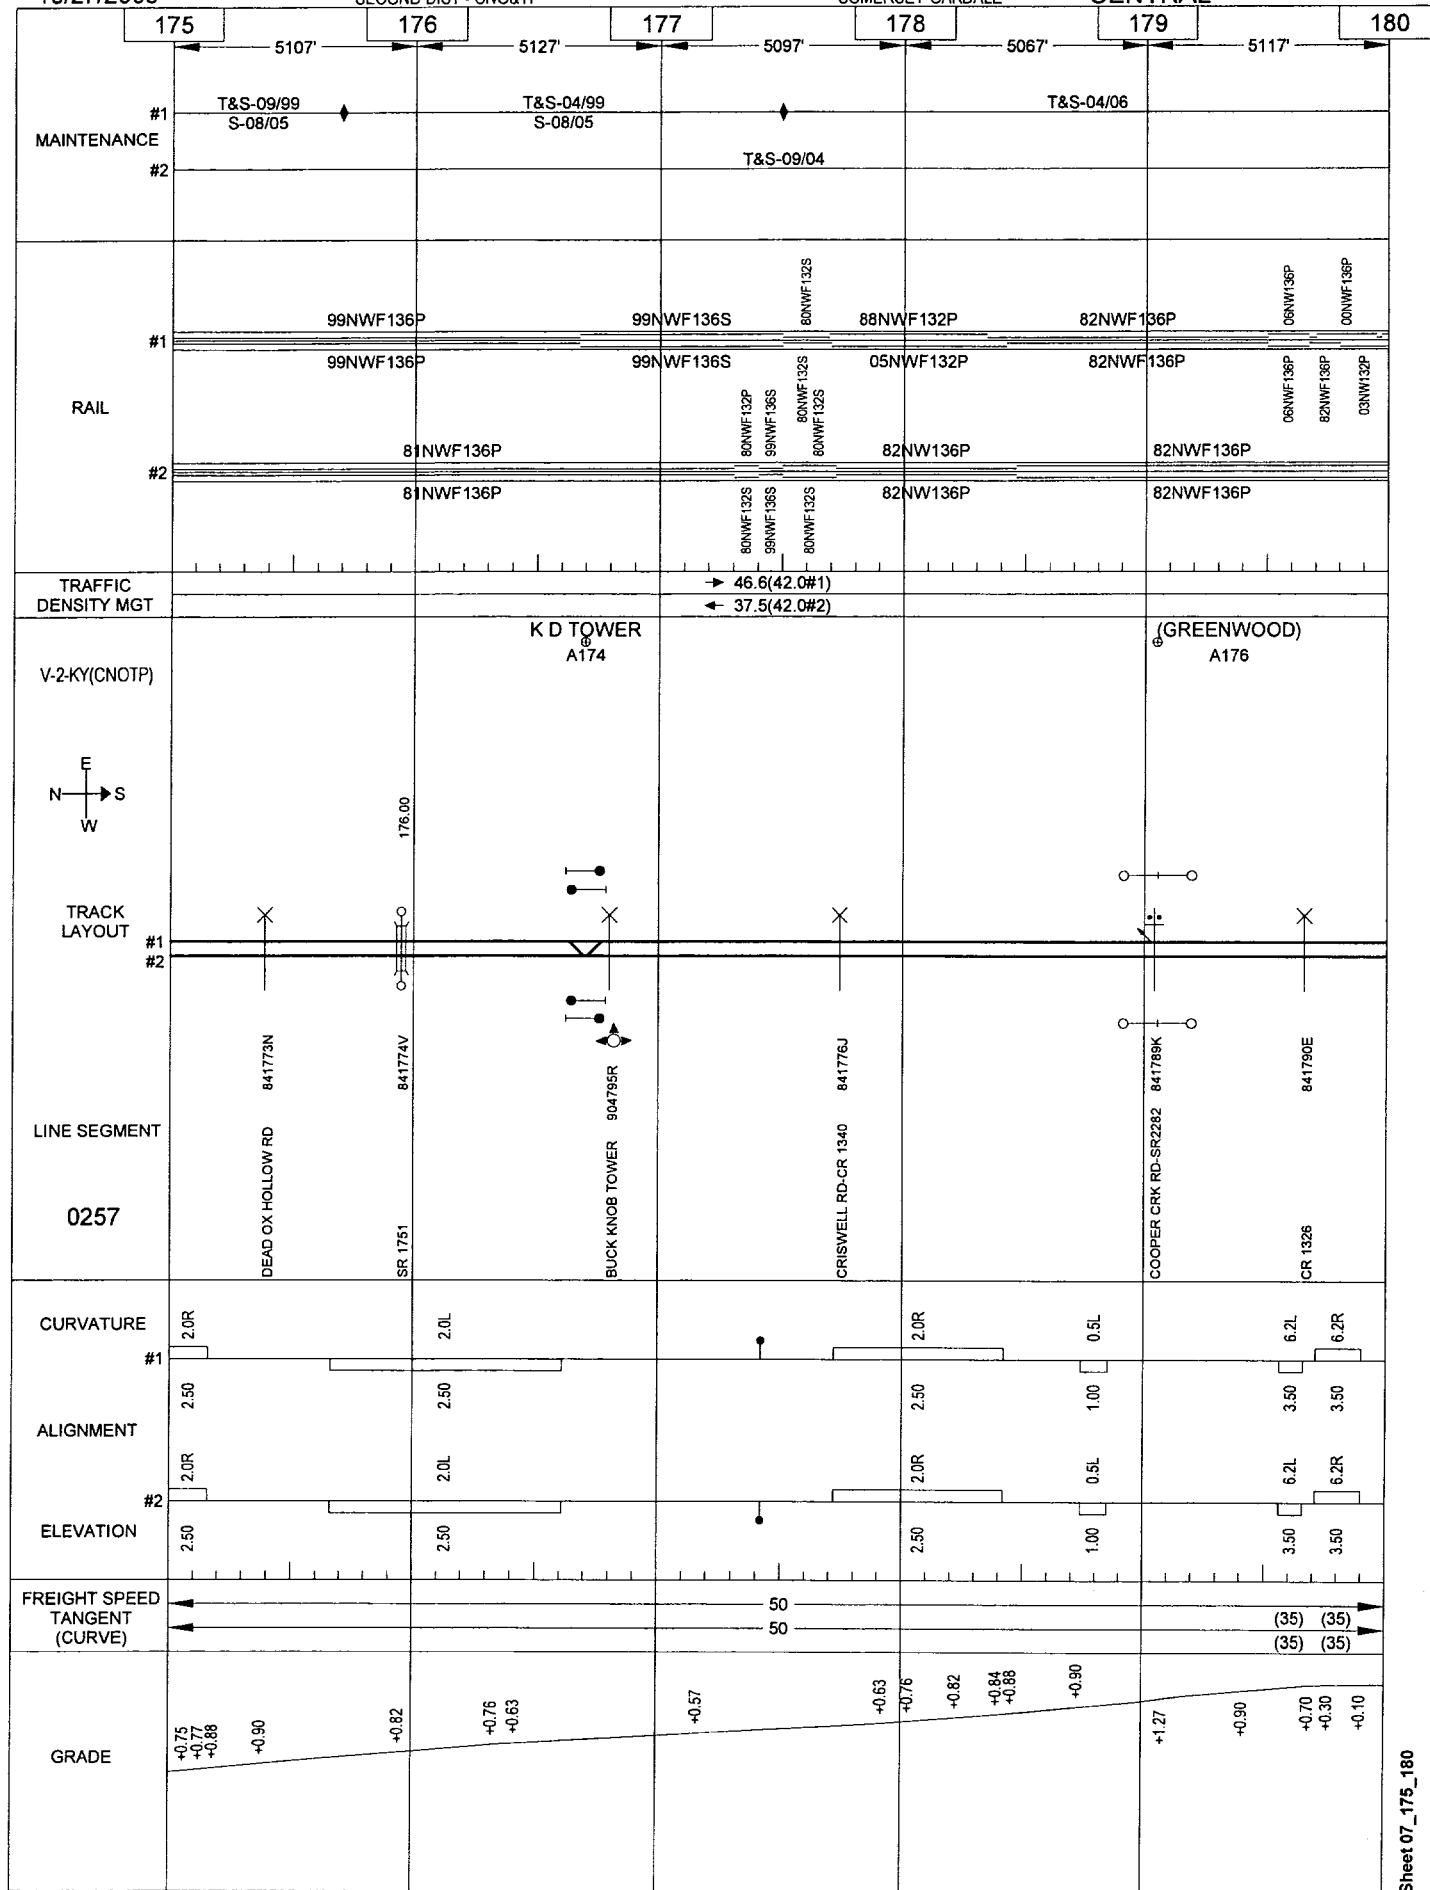 175 176 177 178 179 180
5107' 5127' 5097' 5067' 5117'
MAINTENANCE
#1
T&S-09/99 T&S-04/99 T&S-04/06
S-08/05 S-08/05
#2
T&S-09/04
RAIL
80NWF132S 06NW136P 00NWF136P
99NWF136P 99NWF136S 88NWF132P 82NWF136P
#1
99NWF136P 99NWF136S 05NWF132P 82NWF136P
80NWF132P 99NWF136S 80NWF132S 80NWF132S 06NWF136P 82NWF136P 03NW132P
81NWF136P 82NW136P 82NWF136P
#2
81NWF136P 82NW136P 82NWF136P
80NWF132S 99NWF136S 80NWF132S
TRAFFIC
DENSITY MGT
46.6(42.0#1)
37.5(42.0#2)
V-2-KY(CNOTP)
K D TOWER
A174
(GREENWOOD)
A176
E
N S
W
176.00
TRACK
LAYOUT
#1
#2
LINE SEGMENT
0257
DEAD OX HOLLOW RD 841773N
SR 1751 841774V
BUCK KNOB TOWER 904795R
CRISWELL RD-CR 1340 841776J
COOPER CRK RD-SR2282 841789K
CR 1326 841790E
CURVATURE
2.0R 2.0L 2.0R 0.5L 6.2L 6.2R
#1
2.50 2.50 2.50 1.00 3.50 3.50
ALIGNMENT
2.0R 2.0L 2.0R 0.5L 6.2L 6.2R
#2
ELEVATION
2.50 2.50 2.50 1.00 3.50 3.50
FREIGHT SPEED
TANGENT
(CURVE)
50
(35) (35)
50
(35) (35)
GRADE
+0.75 +0.77 +0.88 +0.90 +0.82 +0.76 +0.63 +0.57 +0.63 +0.76 +0.82 +0.84 +0.88 +0.90 +1.27 +0.90 +0.70 +0.30 +0.10
Sheet 07_175_180